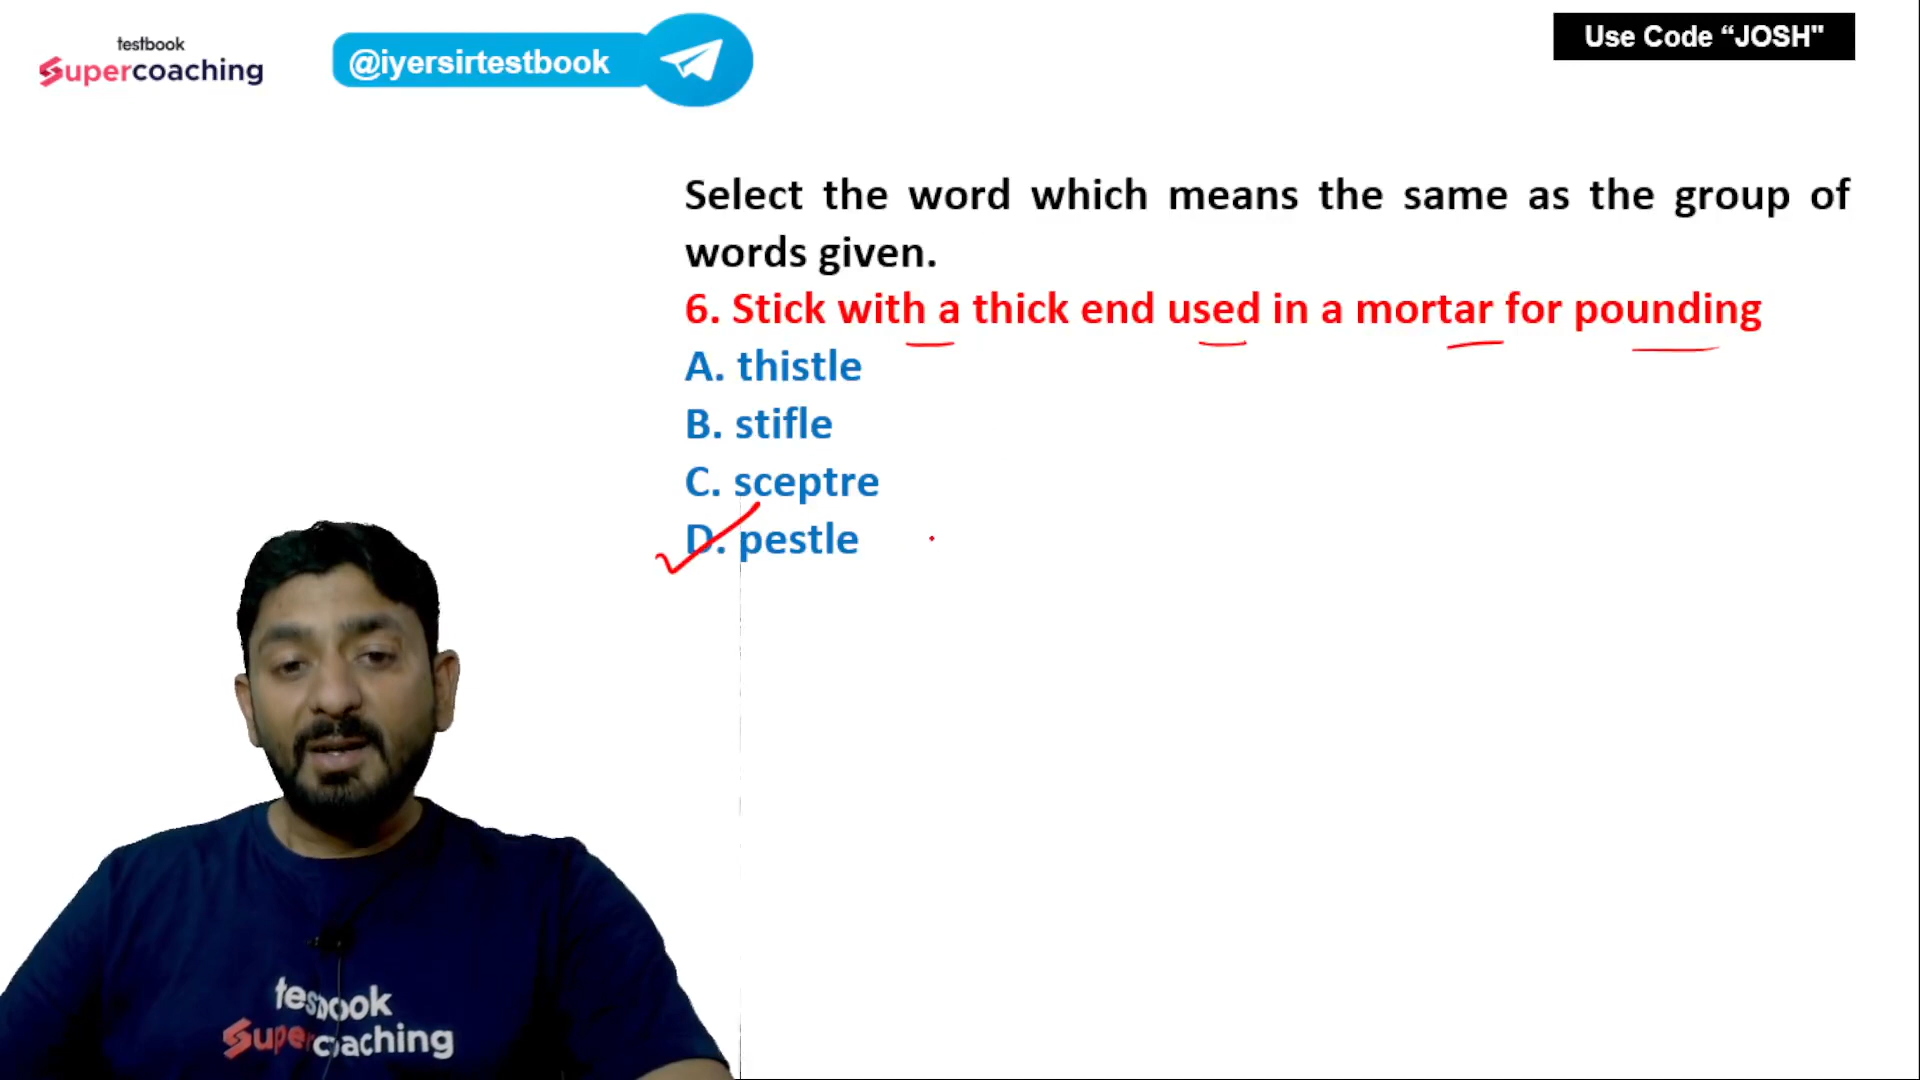 testbook
Supercoaching
@iyersirtestbook
Use Code “JOSH"
Select the word which means the same as the group of
words given.
6. Stick with a thick end used in a mortar for pounding
A. thistle
B. stifle
C. sceptre
D. pestle
testbook
Supercoaching